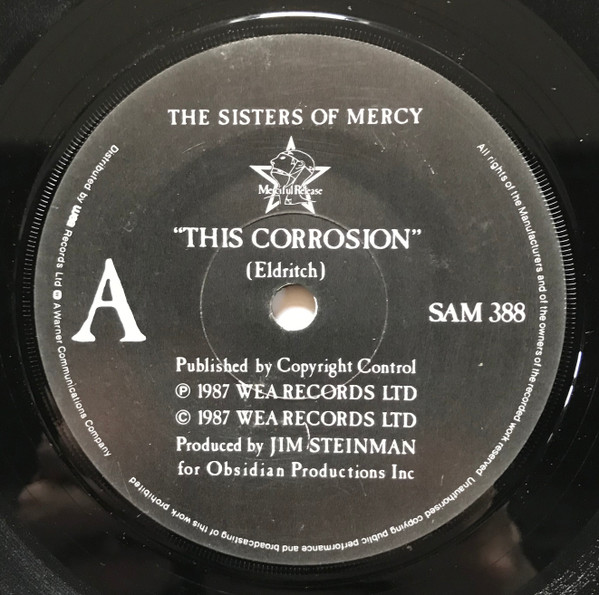 THE SISTERS OF MERCY
Merciful Release
"THIS CORROSION"
(Eldritch)
A
SAM 388
Published by Copyright Control
Ⓟ 1987 WEA RECORDS LTD
© 1987 WEA RECORDS LTD
Produced by JIM STEINMAN
for Obsidian Productions Inc
Distributed by wea Records Ltd A Warner Communications Company
All rights of the Manufacturers and of the owners of the recorded work reserved Unauthorised copying public performance and broadcasting of this work prohibited